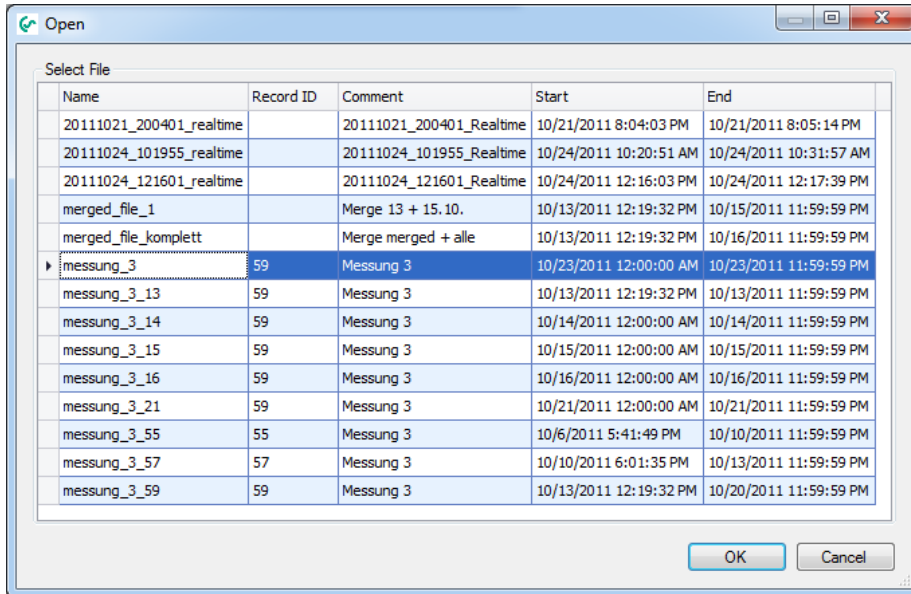 Open
Select File
Name Record ID Comment Start End
20111021_200401_realtime 20111021_200401_Realtime 10/21/2011 8:04:03 PM 10/21/2011 8:05:14 PM
20111024_101955_realtime 20111024_101955_Realtime 10/24/2011 10:20:51 AM 10/24/2011 10:31:57 AM
20111024_121601_realtime 20111024_121601_Realtime 10/24/2011 12:16:03 PM 10/24/2011 12:17:39 PM
merged_file_1 Merge 13 + 15.10. 10/13/2011 12:19:32 PM 10/15/2011 11:59:59 PM
merged_file_komplett Merge merged + alle 10/13/2011 12:19:32 PM 10/16/2011 11:59:59 PM
messung_3 59 Messung 3 10/23/2011 12:00:00 AM 10/23/2011 11:59:59 PM
messung_3_13 59 Messung 3 10/13/2011 12:19:32 PM 10/13/2011 11:59:59 PM
messung_3_14 59 Messung 3 10/14/2011 12:00:00 AM 10/14/2011 11:59:59 PM
messung_3_15 59 Messung 3 10/15/2011 12:00:00 AM 10/15/2011 11:59:59 PM
messung_3_16 59 Messung 3 10/16/2011 12:00:00 AM 10/16/2011 11:59:59 PM
messung_3_21 59 Messung 3 10/21/2011 12:00:00 AM 10/21/2011 11:59:59 PM
messung_3_55 55 Messung 3 10/6/2011 5:41:49 PM 10/10/2011 11:59:59 PM
messung_3_57 57 Messung 3 10/10/2011 6:01:35 PM 10/13/2011 11:59:59 PM
messung_3_59 59 Messung 3 10/13/2011 12:19:32 PM 10/20/2011 11:59:59 PM
OK Cancel